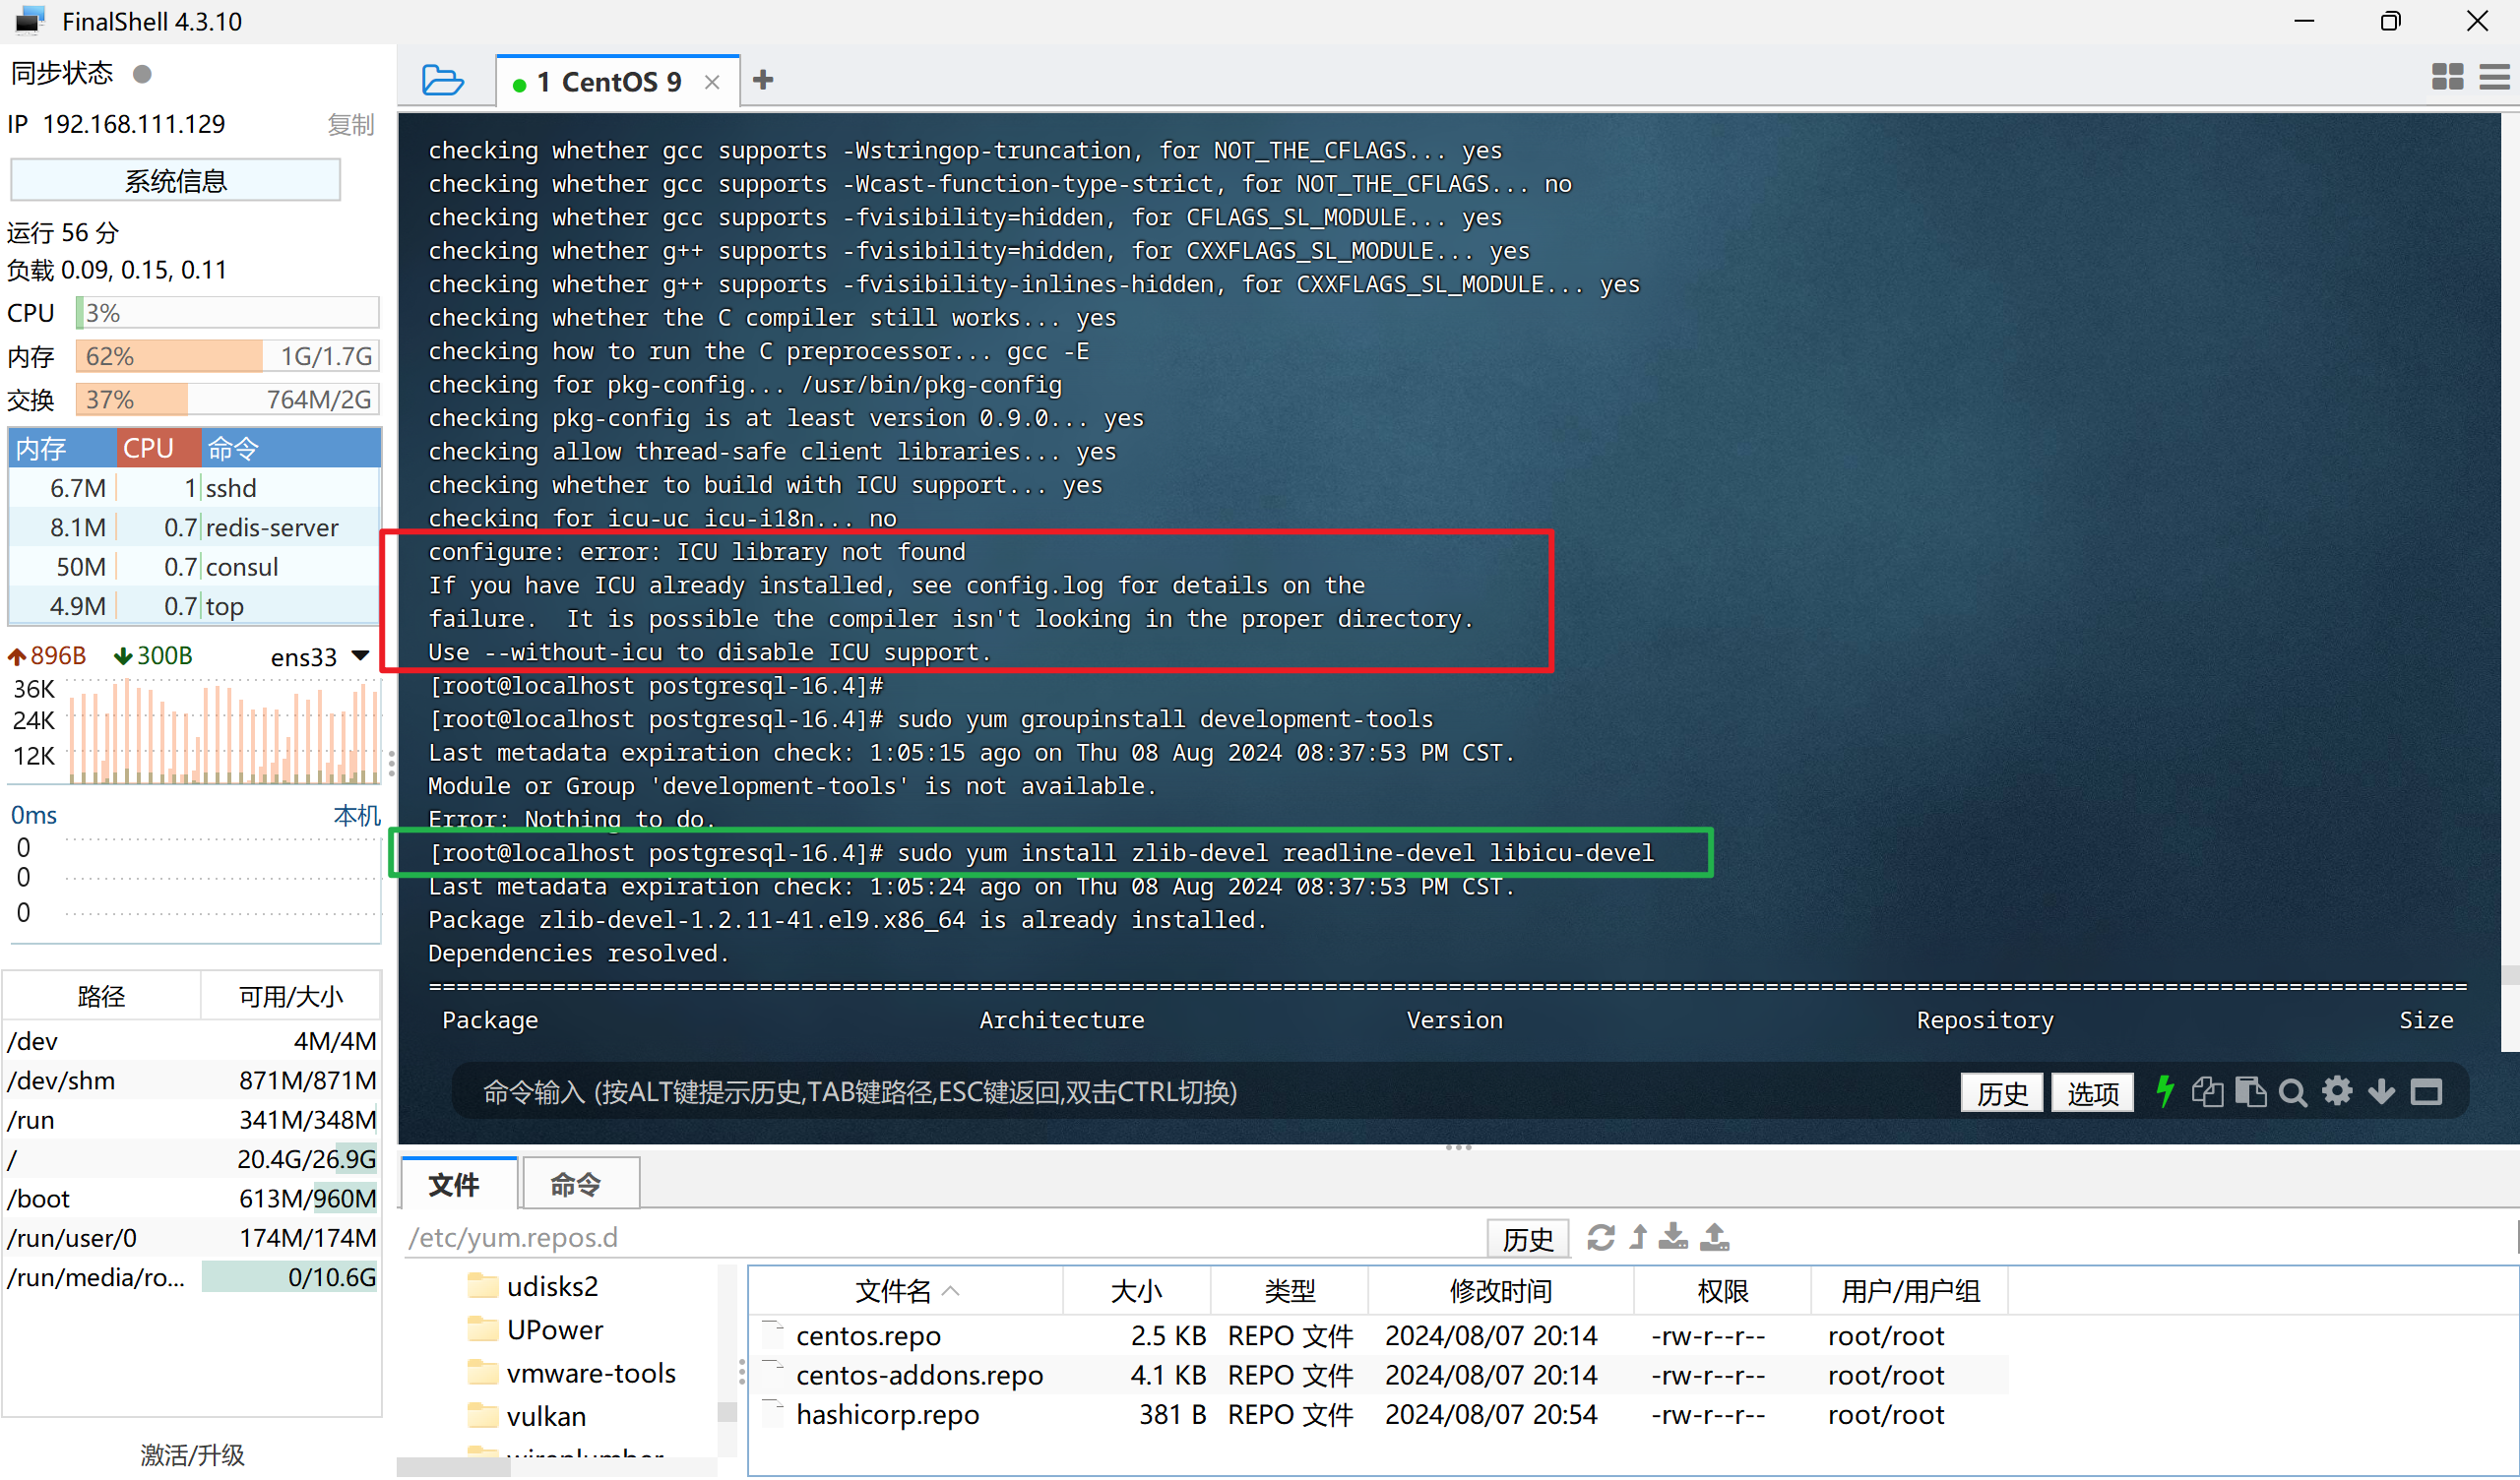 FinalShell 4.3.10
同步状态
IP 192.168.111.129 复制
系统信息
运行 56 分
负载 0.09, 0.15, 0.11
CPU 3%
内存 62% 1G/1.7G
交换 37% 764M/2G
内存 CPU 命令
6.7M 1 sshd
8.1M 0.7 redis-server
50M 0.7 consul
4.9M 0.7 top
896B 300B ens33
36K
24K
12K
0ms 本机
0
0
0
路径 可用/大小
/dev 4M/4M
/dev/shm 871M/871M
/run 341M/348M
/ 20.4G/26.9G
/boot 613M/960M
/run/user/0 174M/174M
/run/media/ro... 0/10.6G
激活/升级
1 CentOS 9
checking whether gcc supports -Wstringop-truncation, for NOT_THE_CFLAGS... yes
checking whether gcc supports -Wcast-function-type-strict, for NOT_THE_CFLAGS... no
checking whether gcc supports -fvisibility=hidden, for CFLAGS_SL_MODULE... yes
checking whether g++ supports -fvisibility=hidden, for CXXFLAGS_SL_MODULE... yes
checking whether g++ supports -fvisibility-inlines-hidden, for CXXFLAGS_SL_MODULE... yes
checking whether the C compiler still works... yes
checking how to run the C preprocessor... gcc -E
checking for pkg-config... /usr/bin/pkg-config
checking pkg-config is at least version 0.9.0... yes
checking allow thread-safe client libraries... yes
checking whether to build with ICU support... yes
checking for icu-uc icu-i18n... no
configure: error: ICU library not found
If you have ICU already installed, see config.log for details on the
failure.  It is possible the compiler isn't looking in the proper directory.
Use --without-icu to disable ICU support.
[root@localhost postgresql-16.4]#
[root@localhost postgresql-16.4]# sudo yum groupinstall development-tools
Last metadata expiration check: 1:05:15 ago on Thu 08 Aug 2024 08:37:53 PM CST.
Module or Group 'development-tools' is not available.
Error: Nothing to do.
[root@localhost postgresql-16.4]# sudo yum install zlib-devel readline-devel libicu-devel
Last metadata expiration check: 1:05:24 ago on Thu 08 Aug 2024 08:37:53 PM CST.
Package zlib-devel-1.2.11-41.el9.x86_64 is already installed.
Dependencies resolved.
====================================================================================================================================================
Package Architecture Version Repository Size
命令输入 (按ALT键提示历史,TAB键路径,ESC键返回,双击CTRL切换) 历史 选项
文件 命令
/etc/yum.repos.d 历史
udisks2
UPower
vmware-tools
vulkan
wireplumber
文件名 大小 类型 修改时间 权限 用户/用户组
centos.repo 2.5 KB REPO 文件 2024/08/07 20:14 -rw-r--r-- root/root
centos-addons.repo 4.1 KB REPO 文件 2024/08/07 20:14 -rw-r--r-- root/root
hashicorp.repo 381 B REPO 文件 2024/08/07 20:54 -rw-r--r-- root/root